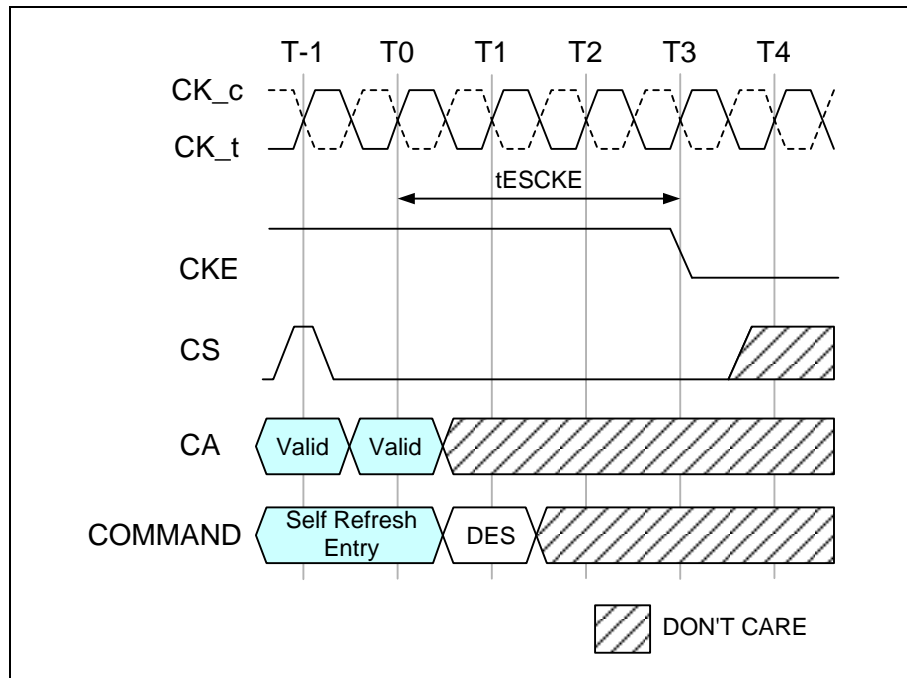 T-1 T0 T1 T2 T3 T4
CK_c
CK_t
tESCKE
CKE
CS
CA Valid Valid
COMMAND Self Refresh Entry DES
DON'T CARE